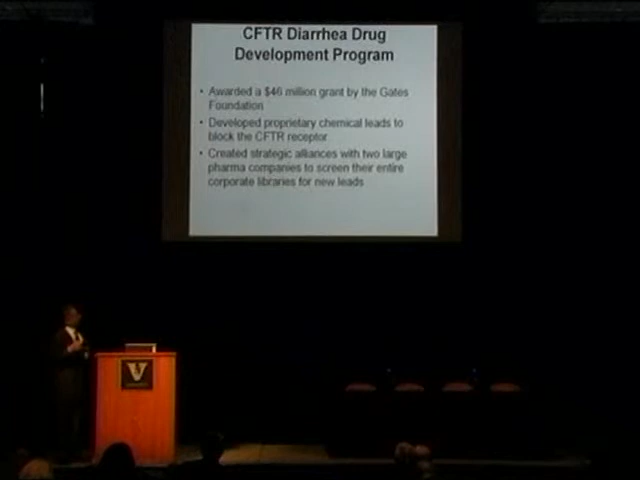 CFTR Diarrhea Drug
Development Program
• Awarded a $46 million grant by the Gates
Foundation
• Developed proprietary chemical leads to
block the CFTR receptor
• Created strategic alliances with two large
pharma companies to screen their entire
corporate libraries for new leads
V